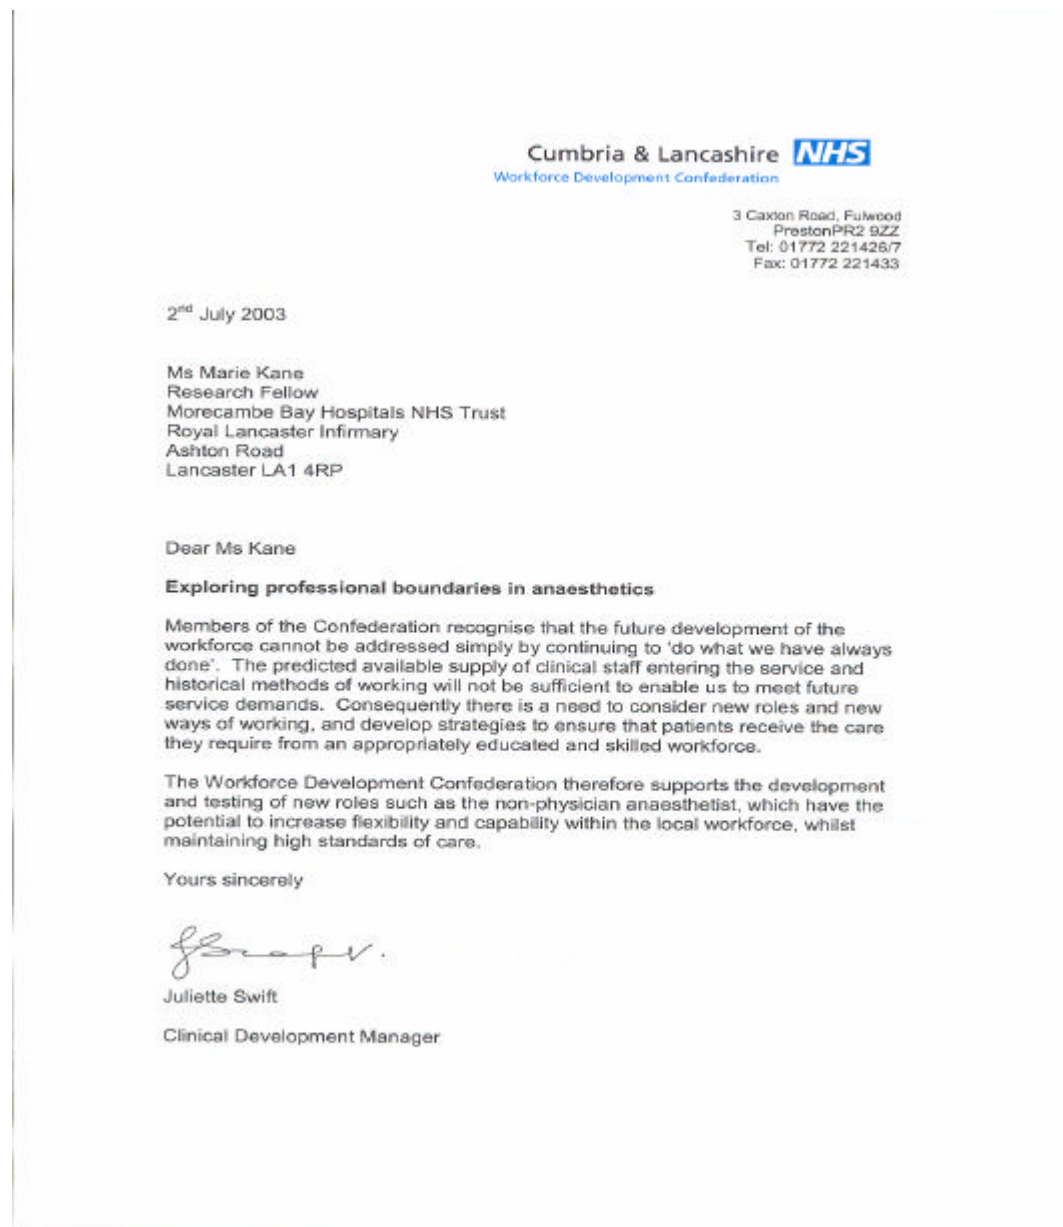 Cumbria & Lancashire NHS
Workforce Development Confederation
3 Caxton Road, Fulwood
PrestonPR2 9ZZ
Tel: 01772 221426/7
Fax: 01772 221433
2nd July 2003
Ms Marie Kane
Research Fellow
Morecambe Bay Hospitals NHS Trust
Royal Lancaster Infirmary
Ashton Road
Lancaster LA1 4RP
Dear Ms Kane
Exploring professional boundaries in anaesthetics
Members of the Confederation recognise that the future development of the
workforce cannot be addressed simply by continuing to 'do what we have always
done'. The predicted available supply of clinical staff entering the service and
historical methods of working will not be sufficient to enable us to meet future
service demands. Consequently there is a need to consider new roles and new
ways of working, and develop strategies to ensure that patients receive the care
they require from an appropriately educated and skilled workforce.
The Workforce Development Confederation therefore supports the development
and testing of new roles such as the non-physician anaesthetist, which have the
potential to increase flexibility and capability within the local workforce, whilst
maintaining high standards of care.
Yours sincerely
Juliette Swift
Clinical Development Manager